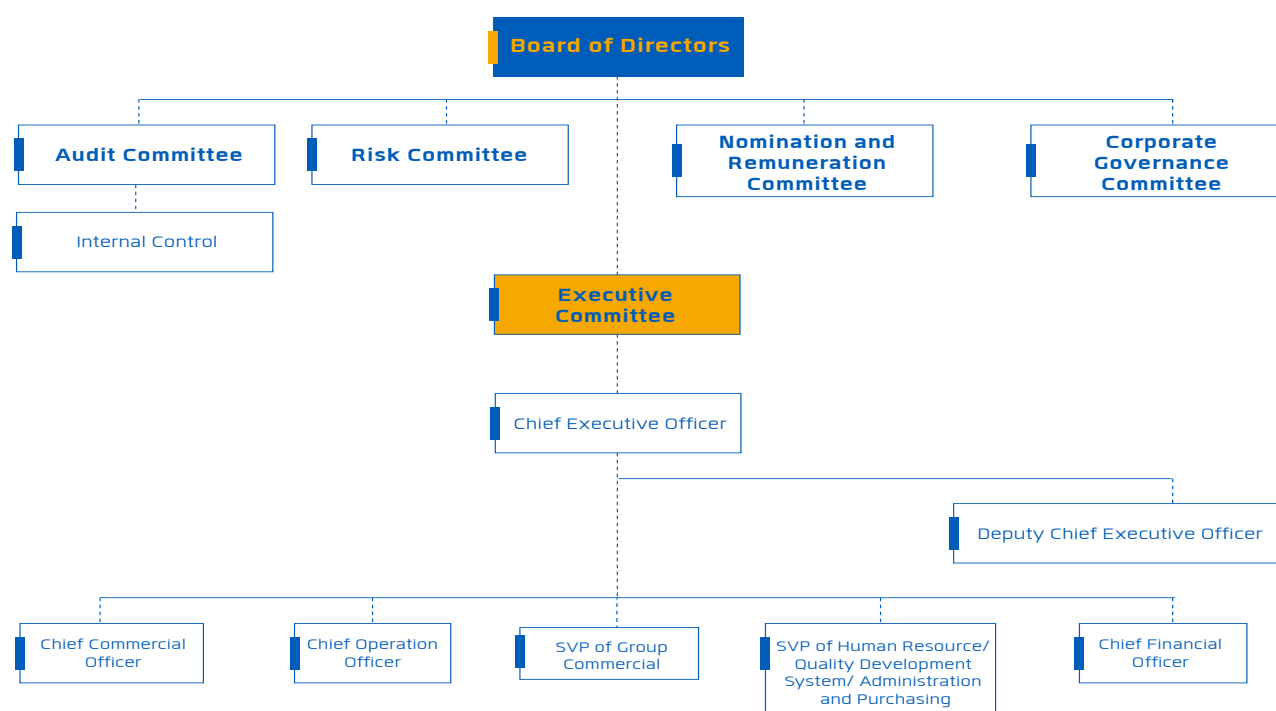 Board of Directors
Audit Committee
Risk Committee
Nomination and
Remuneration
Committee
Corporate
Governance
Committee
Internal Control
Executive
Committee
Chief Executive Officer
Deputy Chief Executive Officer
Chief Commercial
Officer
Chief Operation
Officer
SVP of Group
Commercial
SVP of Human Resource/
Quality Development
System/ Administration
and Purchasing
Chief Financial
Officer